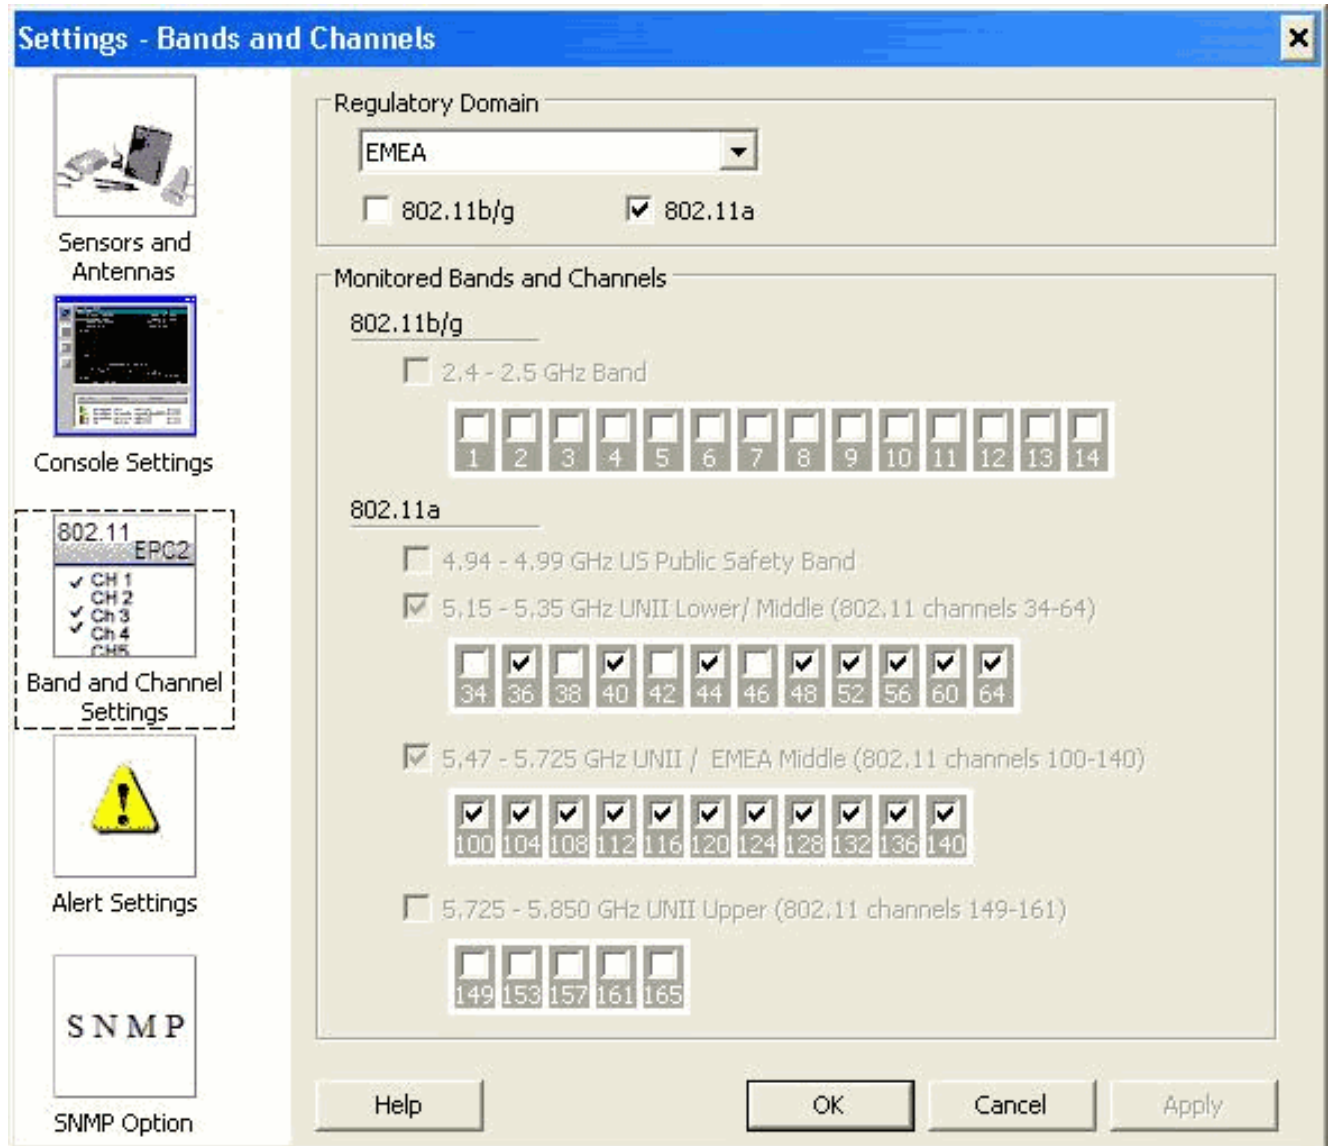 Settings - Bands and Channels
Sensors and
Antennas
Console Settings
802.11
EPC2
CH 1
CH 2
Ch 3
Ch 4
CH5
Band and Channel
Settings
Alert Settings
SNMP
SNMP Option
Regulatory Domain
EMEA
802.11b/g 802.11a
Monitored Bands and Channels
802.11b/g
2.4 - 2.5 GHz Band
1 2 3 4 5 6 7 8 9 10 11 12 13 14
802.11a
4.94 - 4.99 GHz US Public Safety Band
5.15 - 5.35 GHz UNII Lower/ Middle (802.11 channels 34-64)
34 36 38 40 42 44 46 48 52 56 60 64
5.47 - 5.725 GHz UNII / EMEA Middle (802.11 channels 100-140)
100 104 108 112 116 120 124 128 132 136 140
5.725 - 5.850 GHz UNII Upper (802.11 channels 149-161)
149 153 157 161 165
Help OK Cancel Apply